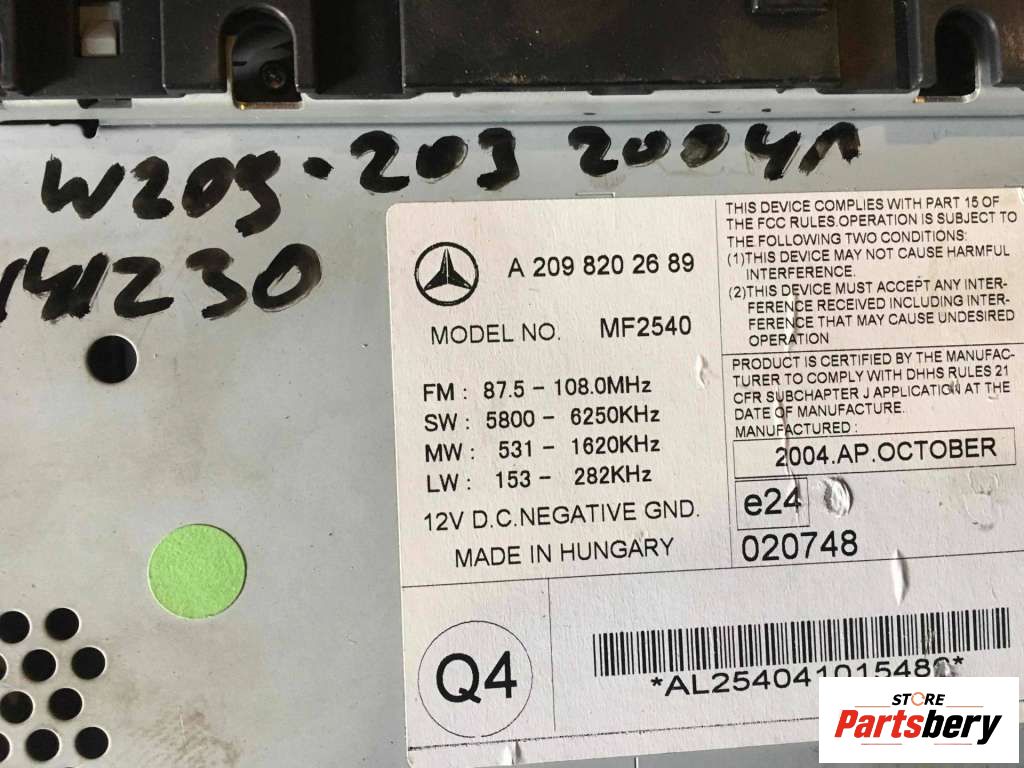 W209-203 2004л
141230
A 209 820 26 89
MODEL NO. MF2540
FM : 87.5 – 108.0MHz
SW : 5800 – 6250KHz
MW : 531 – 1620KHz
LW : 153 – 282KHz
12V D.C.NEGATIVE GND.
MADE IN HUNGARY
THIS DEVICE COMPLIES WITH PART 15 OF
THE FCC RULES.OPERATION IS SUBJECT TO
THE FOLLOWING TWO CONDITIONS:
(1)THIS DEVICE MAY NOT CAUSE HARMFUL
INTERFERENCE.
(2)THIS DEVICE MUST ACCEPT ANY INTER-
FERENCE RECEIVED INCLUDING INTER-
FERENCE THAT MAY CAUSE UNDESIRED
OPERATION
PRODUCT IS CERTIFIED BY THE MANUFAC-
TURER TO COMPLY WITH DHHS RULES 21
CFR SUBCHAPTER J APPLICATION AT THE
DATE OF MANUFACTURE.
MANUFACTURED :
2004.AP.OCTOBER
e24
020748
Q4
STORE
Partsbery